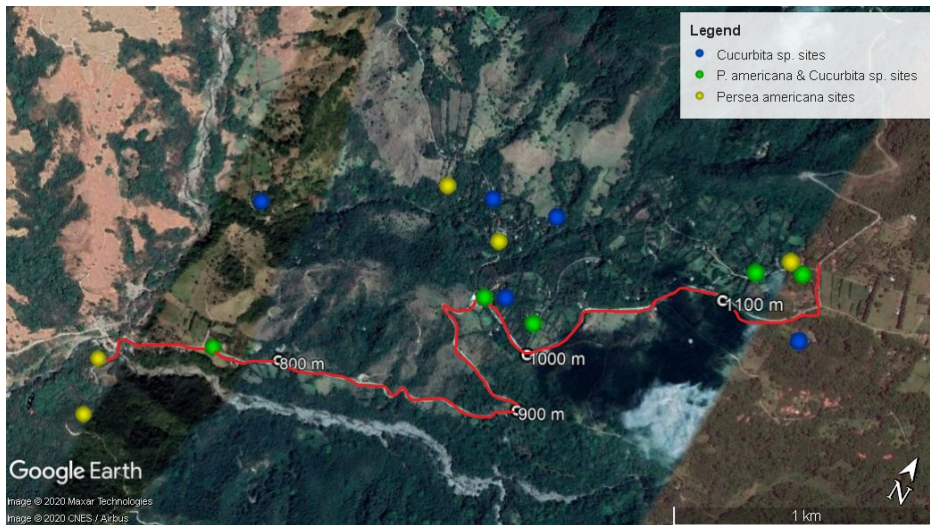 Legend
Cucurbita sp. sites
P. americana & Cucurbita sp. sites
Persea americana sites
1100 m
1000 m
800 m
900 m
Google Earth
N
Image © 2020 Maxar Technologies
Image © 2020 CNES / Airbus
1 km